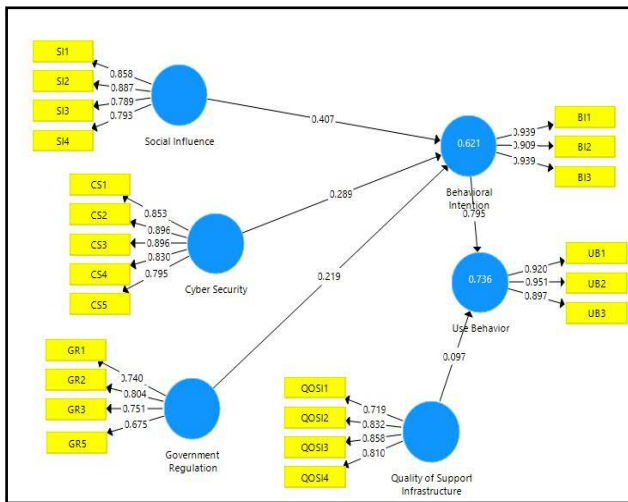 SI1
0.858
SI2
0.887
SI3
0.789
SI4
0.793
Social Influence
0.407
CS1
0.853
CS2
0.896
CS3
0.896
CS4
0.830
CS5
0.795
Cyber Security
0.289
GR1
0.740
GR2
0.804
GR3
0.751
GR5
0.675
Government
Regulation
0.219
0.621
Behavioral
Intention
0.939
BI1
0.909
BI2
0.939
BI3
0.795
0.736
Use Behavior
0.920
UB1
0.951
UB2
0.897
UB3
0.097
QOSI1
0.719
QOSI2
0.832
QOSI3
0.858
QOSI4
0.810
Quality of Support
Infrastructure